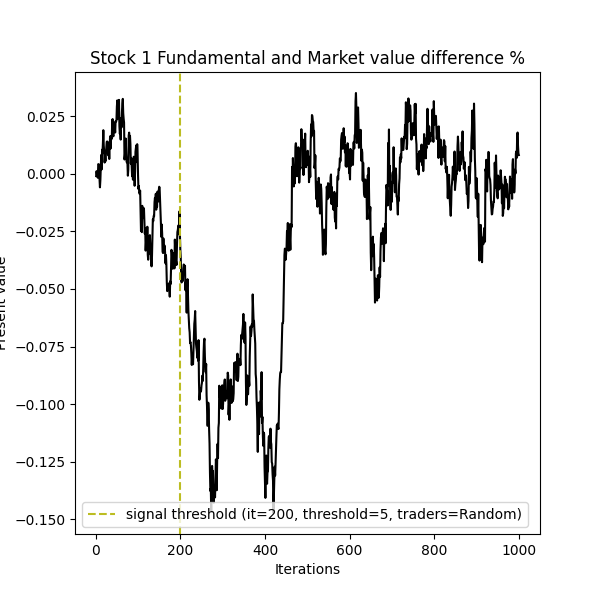 Stock 1 Fundamental and Market value difference %
0.025
0.000
−0.025
−0.050
−0.075
−0.100
−0.125
−0.150
Present value
signal threshold (it=200, threshold=5, traders=Random)
0 200 400 600 800 1000
Iterations